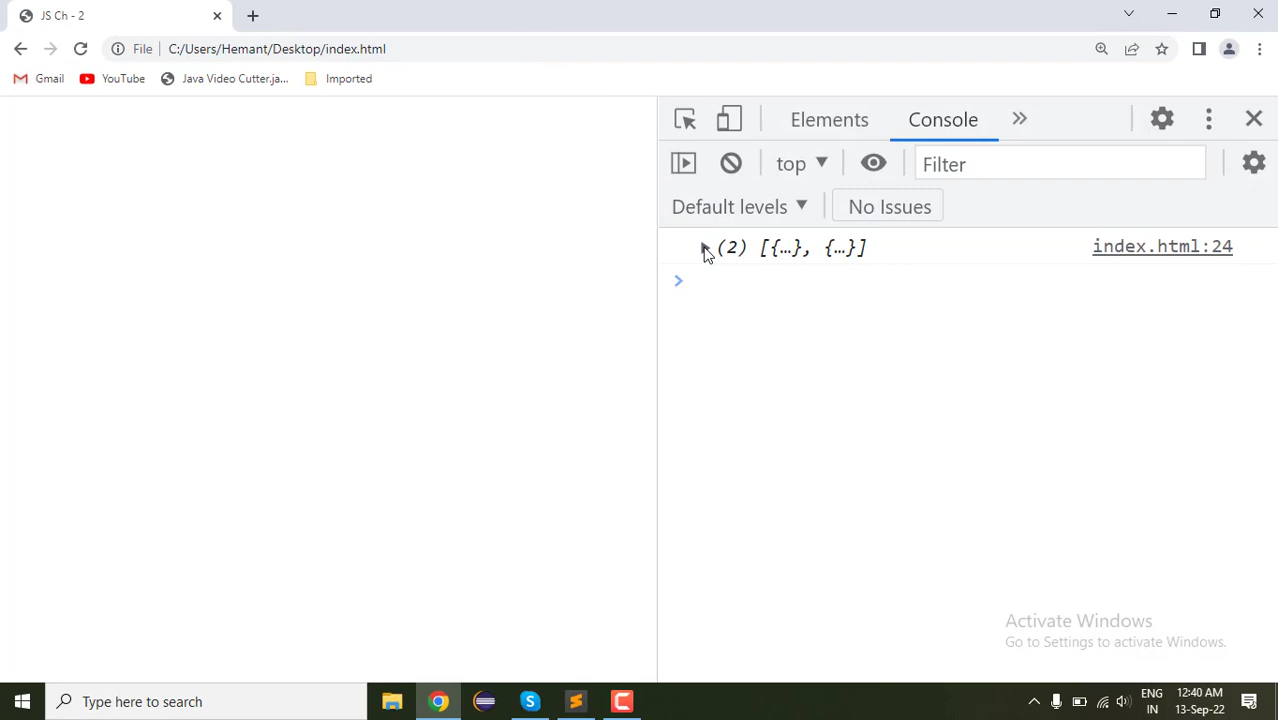 JS Ch - 2
File C:/Users/Hemant/Desktop/index.html
Gmail YouTube Java Video Cutter.ja... Imported
Elements Console
top Filter
Default levels No Issues
(2) [{…}, {…}] index.html:24
Activate Windows
Go to Settings to activate Windows.
Type here to search
ENG 12:40 AM
IN 13-Sep-22